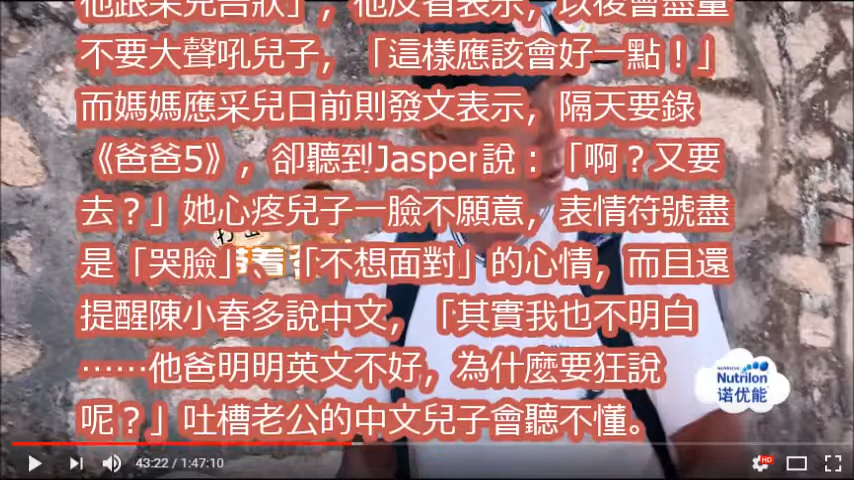 他跟采兒告狀」，他反省表示，以後會盡量
不要大聲吼兒子，「這樣應該會好一點！」
而媽媽應采兒日前則發文表示，隔天要錄
《爸爸5》，卻聽到Jasper說：「啊？又要
去？」她心疼兒子一臉不願意，表情符號盡
是「哭臉」、「不想面對」的心情，而且還
提醒陳小春多說中文，「其實我也不明白
……他爸明明英文不好，為什麼要狂說
呢？」吐槽老公的中文兒子會聽不懂。
NUTRICIA
Nutrilon
诺优能
43:22 / 1:47:10
HD